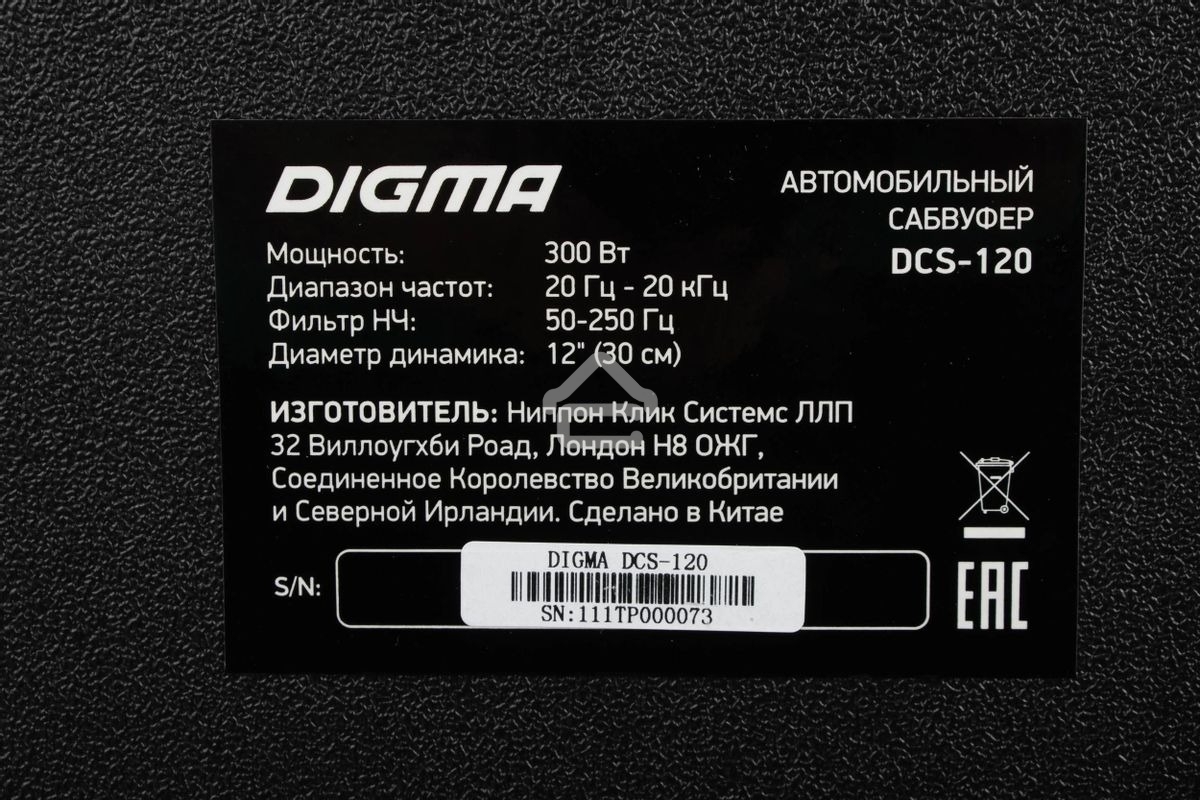 DIGMA
АВТОМОБИЛЬНЫЙ
САБВУФЕР
DCS-120
Мощность: 300 Вт
Диапазон частот: 20 Гц - 20 кГц
Фильтр НЧ: 50-250 Гц
Диаметр динамика: 12" (30 см)
ИЗГОТОВИТЕЛЬ: Ниппон Клик Системс ЛЛП
32 Виллоугхби Роад, Лондон Н8 ОЖГ,
Соединенное Королевство Великобритании
и Северной Ирландии. Сделано в Китае
S/N:
DIGMA DCS-120
SN:111TP000073
EAC